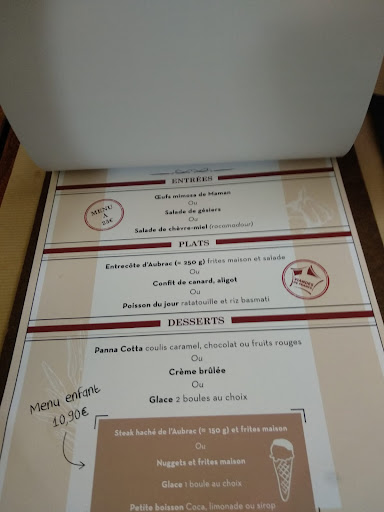 ENTRÉES
MENU
À
25€
Œufs mimosa de Maman
Ou
Salade de gésiers
Ou
Salade de chèvre-miel (rocamadour)
PLATS
Entrecôte d'Aubrac (≈ 250 g) frites maison et salade
Ou
Confit de canard, aligot
Ou
Poisson du jour ratatouille et riz basmati
DESSERTS
Panna Cotta coulis caramel, chocolat ou fruits rouges
Ou
Crème brûlée
Ou
Glace 2 boules au choix
Menu enfant
10,90€
Steak haché de l'Aubrac (≈ 150 g) et frites maison
Ou
Nuggets et frites maison
Glace 1 boule au choix
Petite boisson Coca, limonade ou sirop